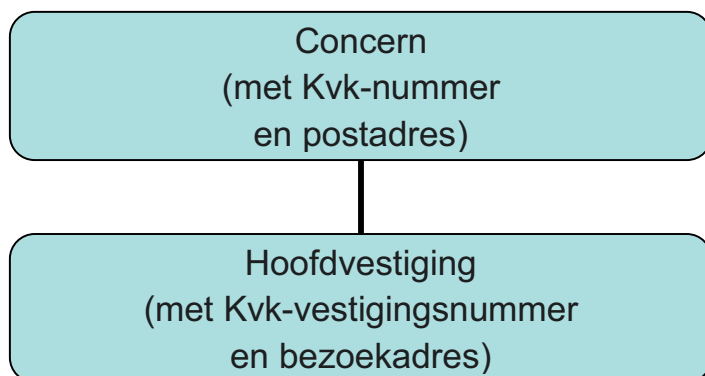 Concern
(met Kvk-nummer
en postadres)
Hoofdvestiging
(met Kvk-vestigingsnummer
en bezoekadres)